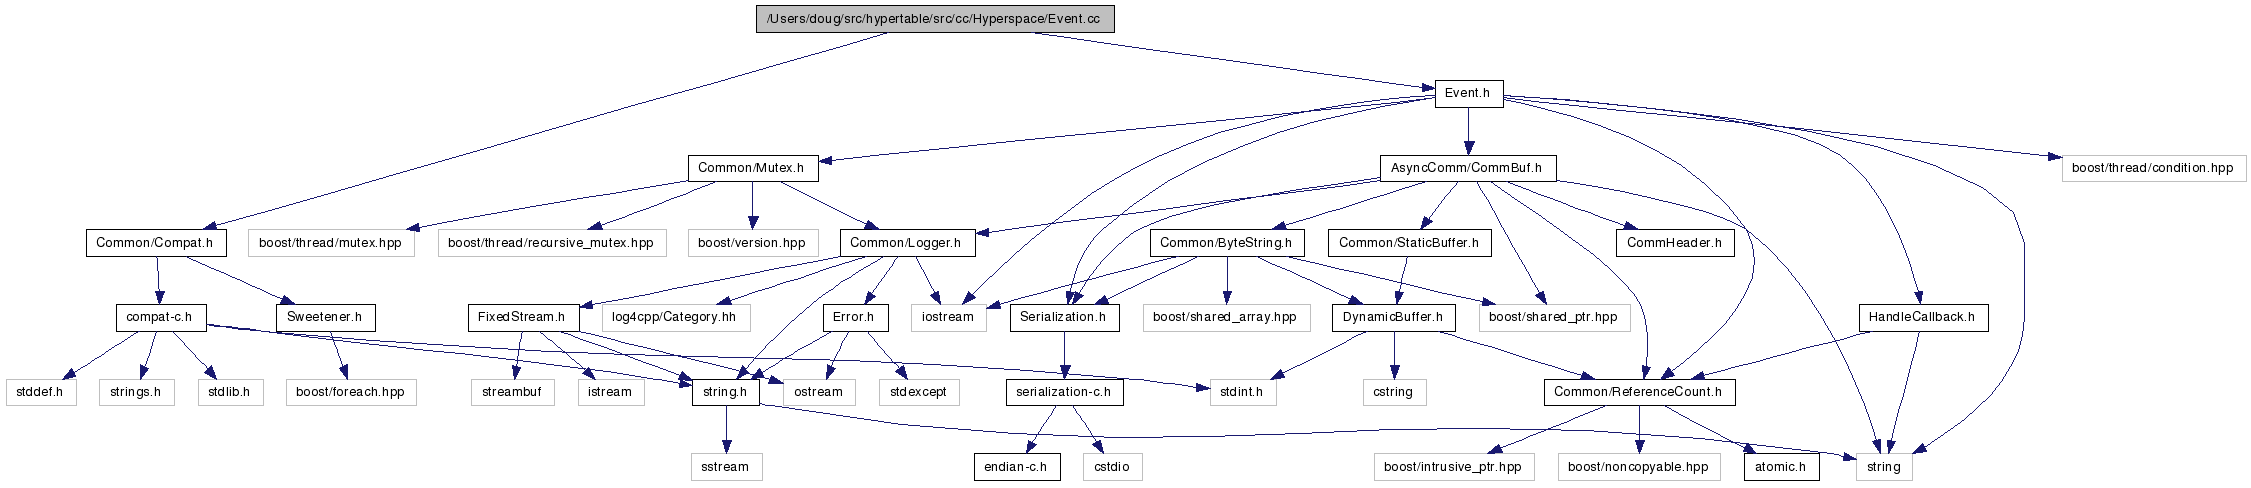 /Users/doug/src/hypertable/src/cc/Hyperspace/Event.cc
Event.h
Common/Mutex.h
AsyncComm/CommBuf.h
boost/thread/condition.hpp
Common/Compat.h
boost/thread/mutex.hpp
boost/thread/recursive_mutex.hpp
boost/version.hpp
Common/Logger.h
Common/ByteString.h
Common/StaticBuffer.h
CommHeader.h
compat-c.h
Sweetener.h
FixedStream.h
log4cpp/Category.hh
Error.h
iostream
Serialization.h
boost/shared_array.hpp
DynamicBuffer.h
boost/shared_ptr.hpp
HandleCallback.h
stddef.h
strings.h
stdlib.h
boost/foreach.hpp
streambuf
istream
string.h
ostream
stdexcept
serialization-c.h
stdint.h
cstring
Common/ReferenceCount.h
sstream
endian-c.h
cstdio
boost/intrusive_ptr.hpp
boost/noncopyable.hpp
atomic.h
string